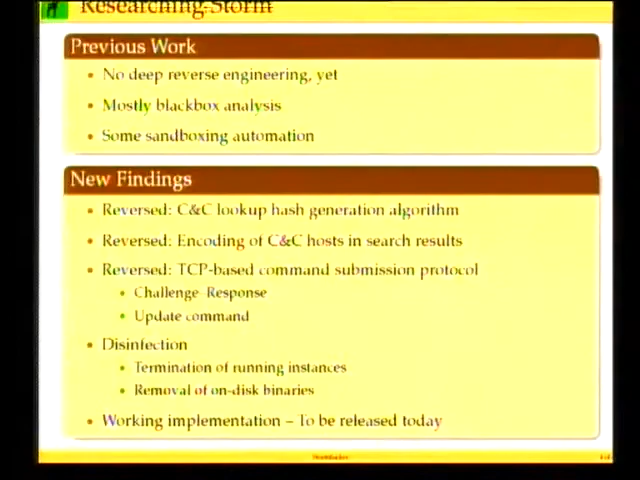 Researching Storm
Previous Work
No deep reverse engineering, yet
Mostly blackbox analysis
Some sandboxing automation
New Findings
Reversed: C&C lookup hash generation algorithm
Reversed: Encoding of C&C hosts in search results
Reversed: TCP-based command submission protocol
Challenge–Response
Update command
Disinfection
Termination of running instances
Removal of on-disk binaries
Working implementation – To be released today